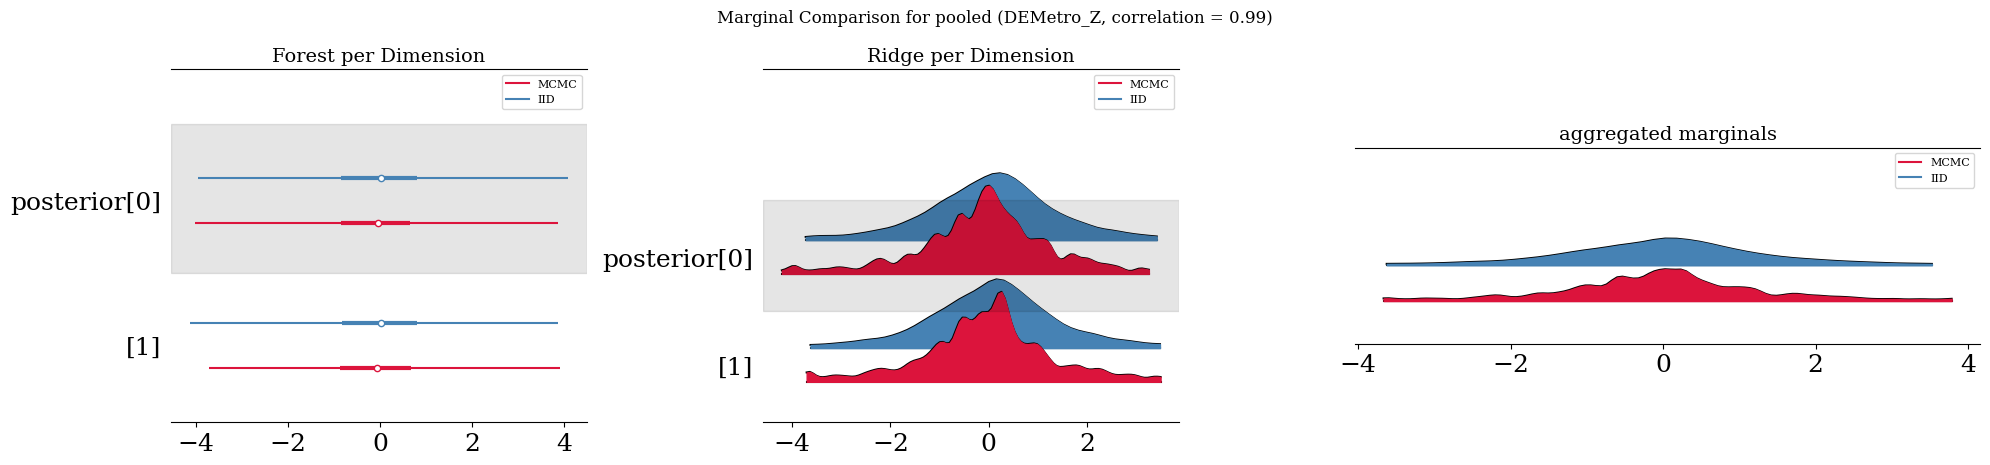 Marginal Comparison for pooled (DEMetro_Z, correlation = 0.99)
Forest per Dimension
MCMC
IID
posterior[0]
[1]
−4 −2 0 2 4
Ridge per Dimension
MCMC
IID
posterior[0]
[1]
−4 −2 0 2
aggregated marginals
MCMC
IID
−4 −2 0 2 4